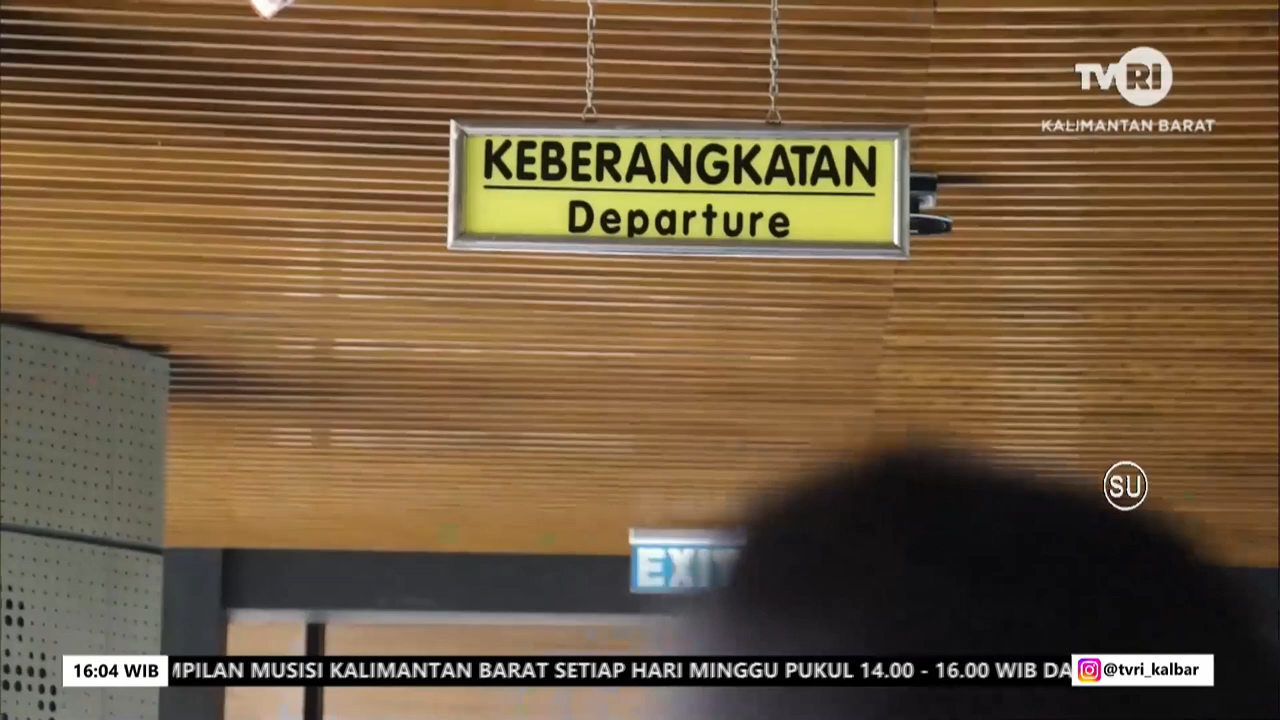 TVRI
KALIMANTAN BARAT
KEBERANGKATAN
Departure
SU
EXIT
16:04 WIB
MPILAN MUSISI KALIMANTAN BARAT SETIAP HARI MINGGU PUKUL 14.00 - 16.00 WIB DA
@tvri_kalbar